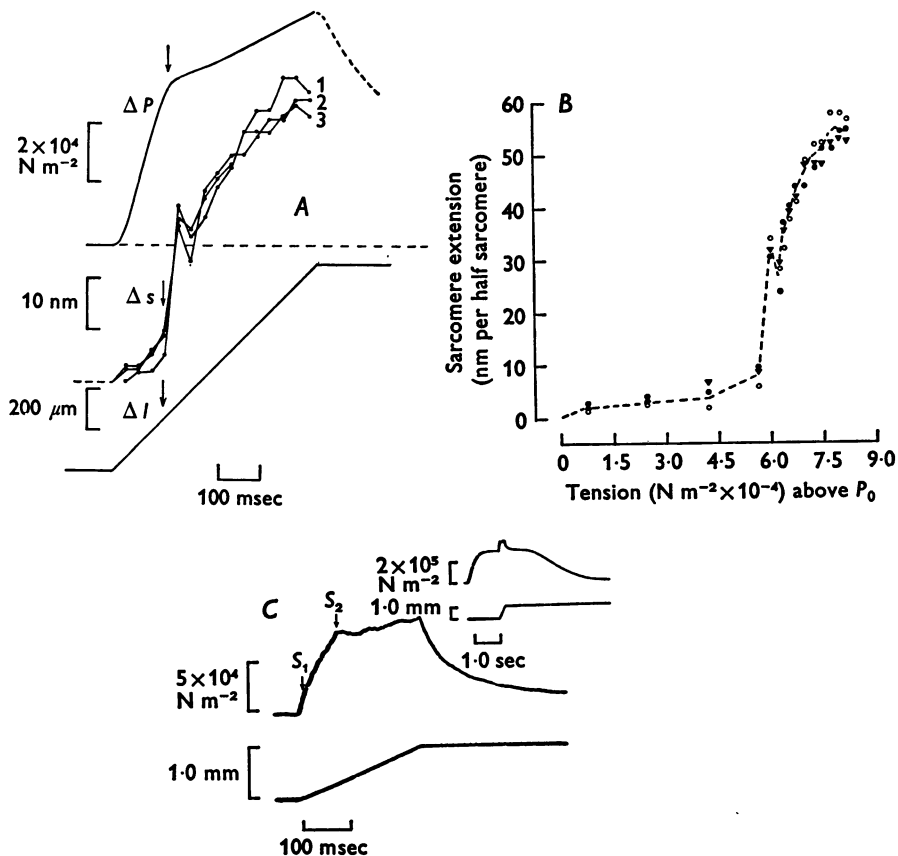 ΔP
2×10⁴
N m⁻²
1
2
3
A
10 nm
Δs
200 μm
Δl
100 msec
B
Sarcomere extension
(nm per half sarcomere)
60
50
40
30
20
10
0
0 1·5 3·0 4·5 6·0 7·5 9·0
Tension (N m⁻²×10⁻⁴) above P₀
2×10⁵
N m⁻²
1·0 mm
1·0 sec
C
S₁
S₂
5×10⁴
N m⁻²
1·0 mm
100 msec